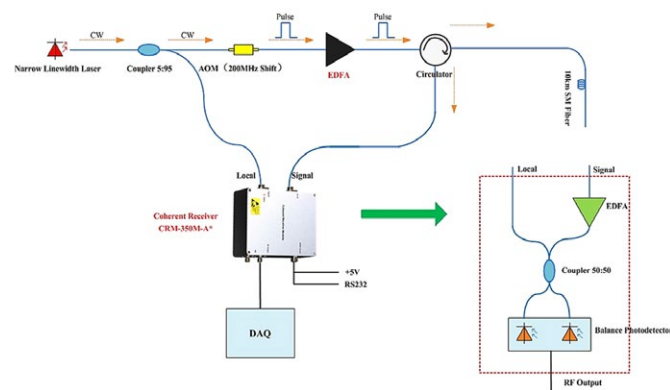 Pulse
Pulse
CW
CW
Narrow Linewidth Laser
Coupler 5:95
AOM（200MHz Shift）
EDFA
Circulator
10km SM Fiber
Local
Signal
Coherent Receiver
CRM-350M-A*
+5V
RS232
DAQ
Local
Signal
EDFA
Coupler 50:50
Balance Photodetector
RF Output